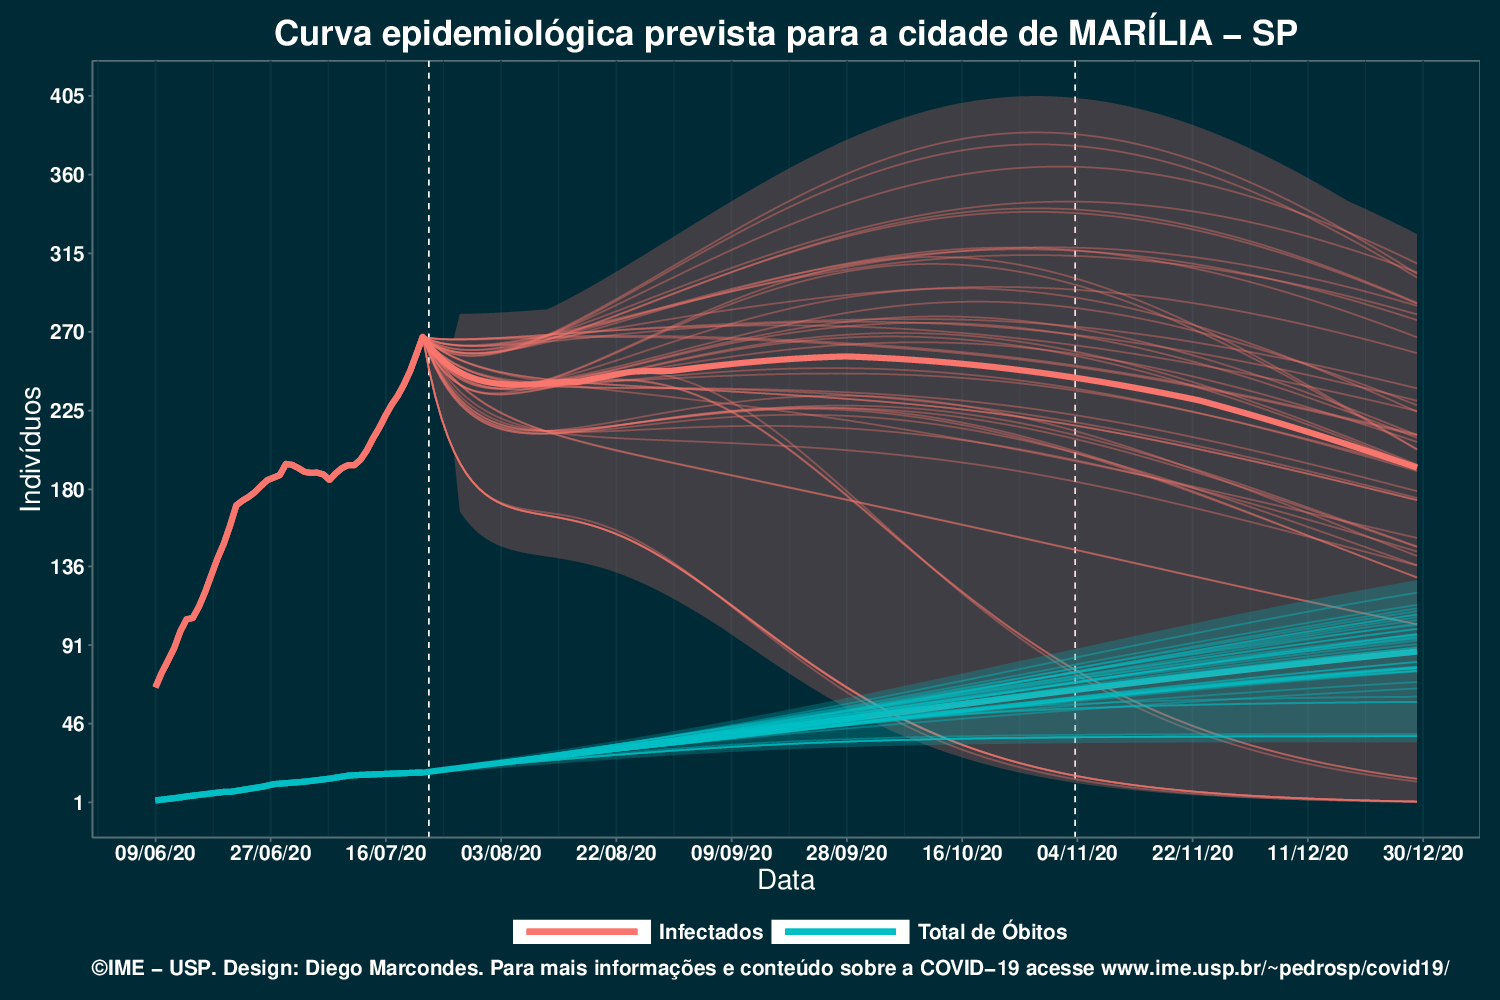 Curva epidemiológica prevista para a cidade de MARÍLIA – SP
405
360
315
270
225
180
136
91
46
1
Indivíduos
09/06/20 27/06/20 16/07/20 03/08/20 22/08/20 09/09/20 28/09/20 16/10/20 04/11/20 22/11/20 11/12/20 30/12/20
Data
Infectados Total de Óbitos
©IME – USP. Design: Diego Marcondes. Para mais informações e conteúdo sobre a COVID–19 acesse www.ime.usp.br/~pedrosp/covid19/